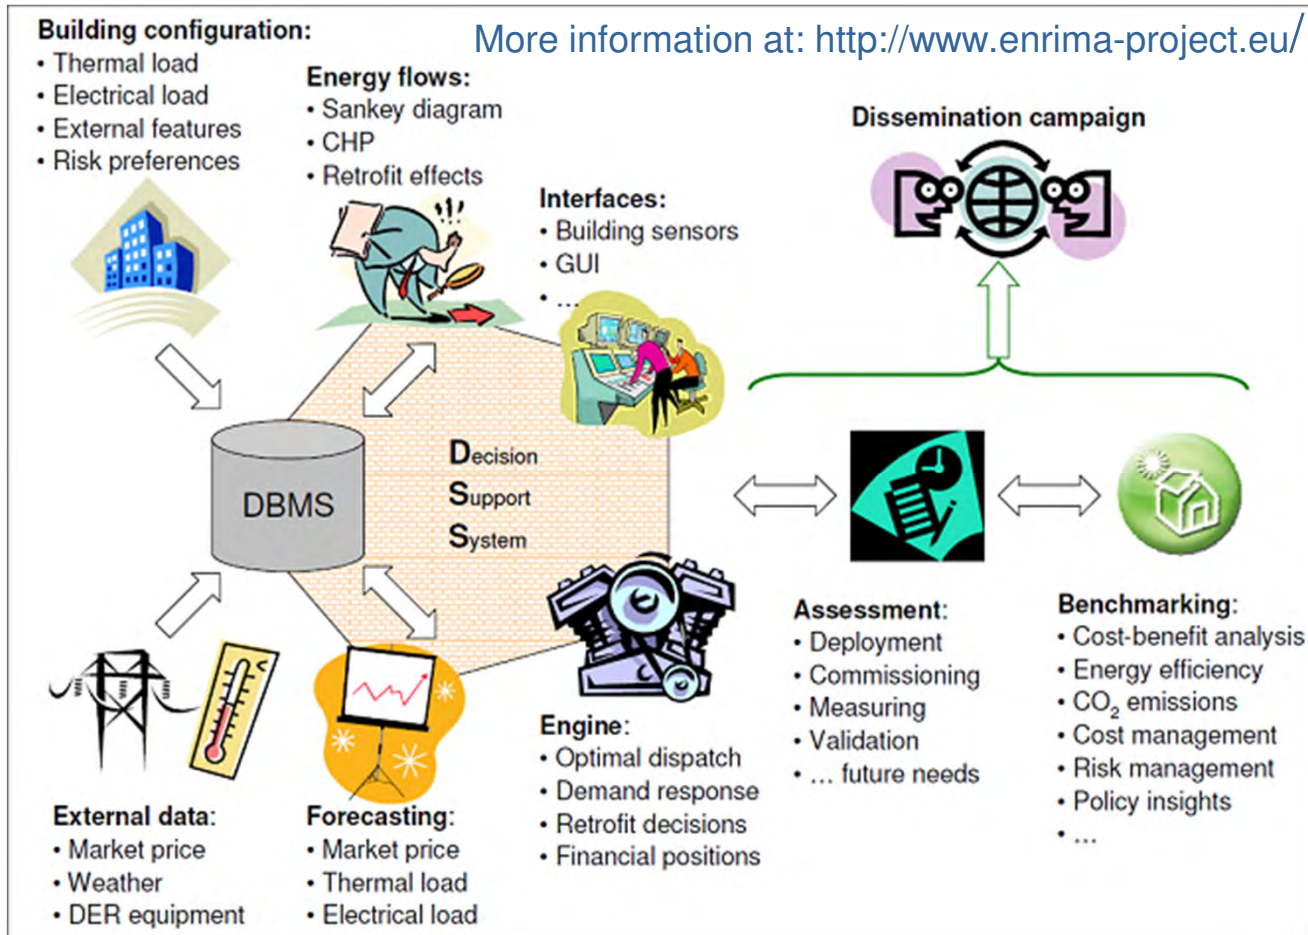 More information at: http://www.enrima-project.eu/
Building configuration:
• Thermal load
• Electrical load
• External features
• Risk preferences
Energy flows:
• Sankey diagram
• CHP
• Retrofit effects
Interfaces:
• Building sensors
• GUI
• ...
Dissemination campaign
!!!
DBMS
Decision
Support
System
External data:
• Market price
• Weather
• DER equipment
Forecasting:
• Market price
• Thermal load
• Electrical load
Engine:
• Optimal dispatch
• Demand response
• Retrofit decisions
• Financial positions
Assessment:
• Deployment
• Commissioning
• Measuring
• Validation
• ... future needs
Benchmarking:
• Cost-benefit analysis
• Energy efficiency
• CO₂ emissions
• Cost management
• Risk management
• Policy insights
• ...